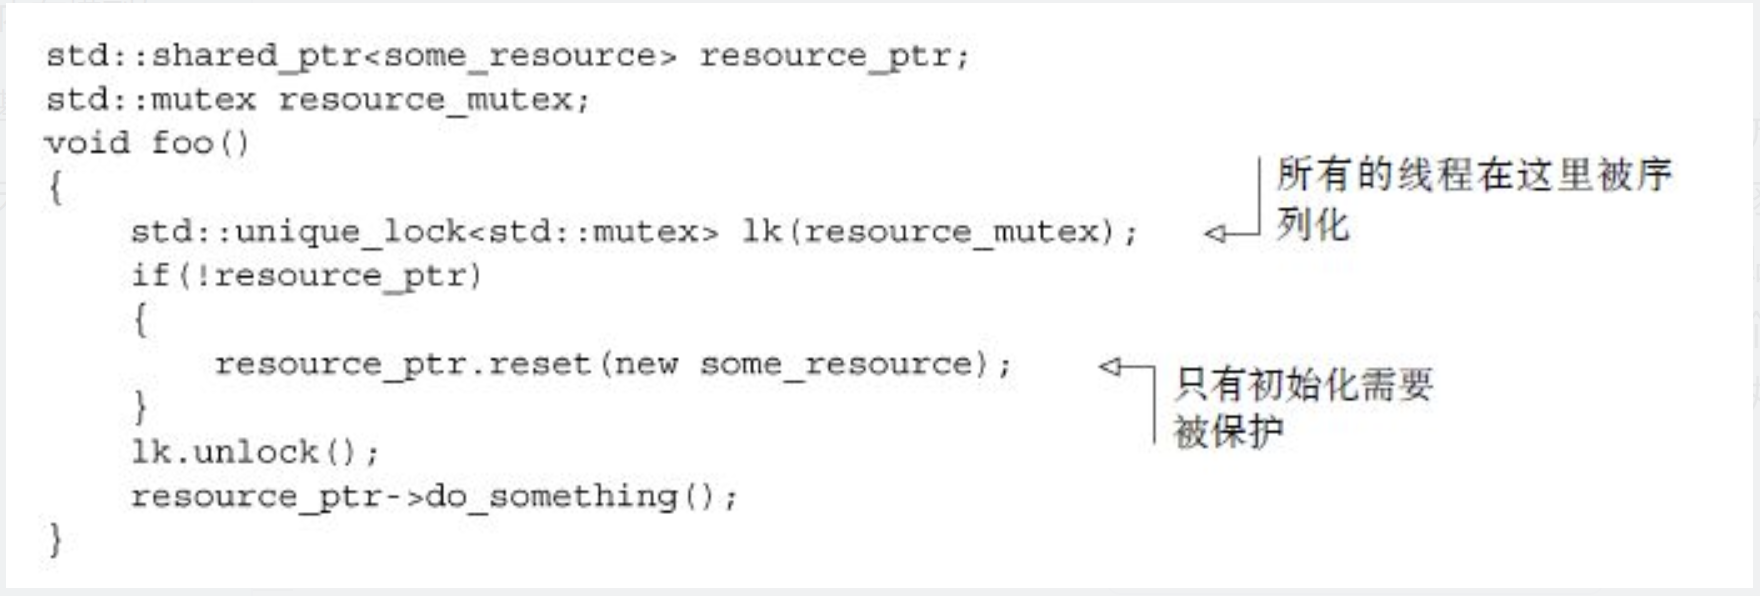 std::shared_ptr<some_resource> resource_ptr;
std::mutex resource_mutex;
void foo()
{
    std::unique_lock<std::mutex> lk(resource_mutex);
所有的线程在这里被序
列化
    if(!resource_ptr)
    {
        resource_ptr.reset(new some_resource);
只有初始化需要
被保护
    }
    lk.unlock();
    resource_ptr->do_something();
}